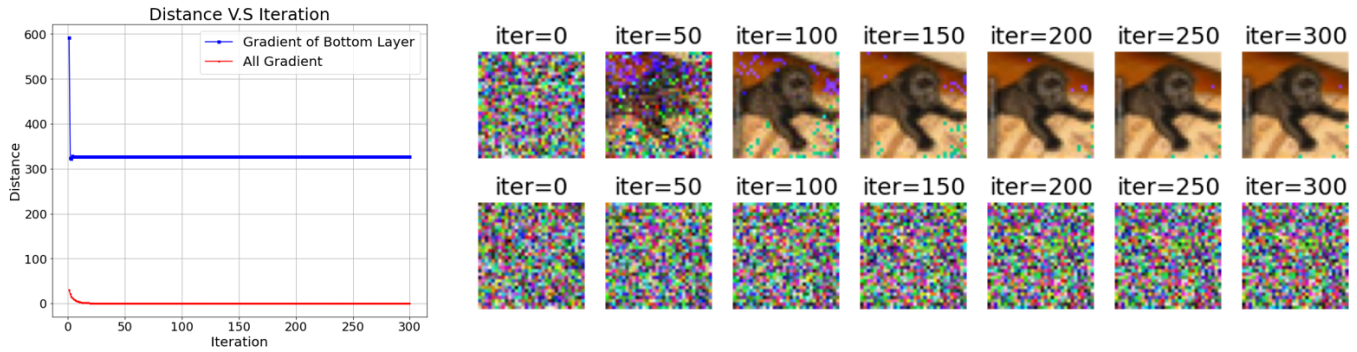 Distance V.S Iteration
Gradient of Bottom Layer
All Gradient
600
500
400
300
200
100
0
Distance
0 50 100 150 200 250 300
Iteration
iter=0 iter=50 iter=100 iter=150 iter=200 iter=250 iter=300
iter=0 iter=50 iter=100 iter=150 iter=200 iter=250 iter=300